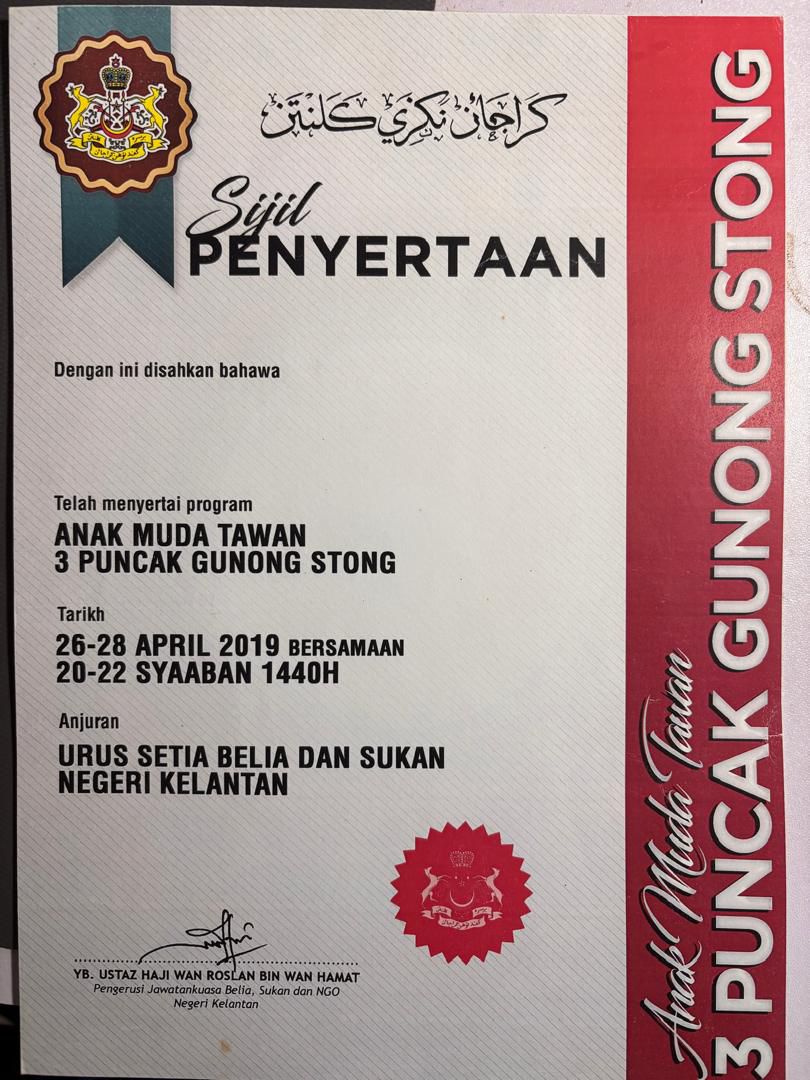 كراجاءن نݢري كلنتن
Sijil
PENYERTAAN
Dengan ini disahkan bahawa
Telah menyertai program
ANAK MUDA TAWAN
3 PUNCAK GUNONG STONG
Tarikh
26-28 APRIL 2019 BERSAMAAN
20-22 SYAABAN 1440H
Anjuran
URUS SETIA BELIA DAN SUKAN
NEGERI KELANTAN
YB. USTAZ HAJI WAN ROSLAN BIN WAN HAMAT
Pengerusi Jawatankuasa Belia, Sukan dan NGO
Negeri Kelantan
Anak Muda Tawan
3 PUNCAK GUNONG STONG